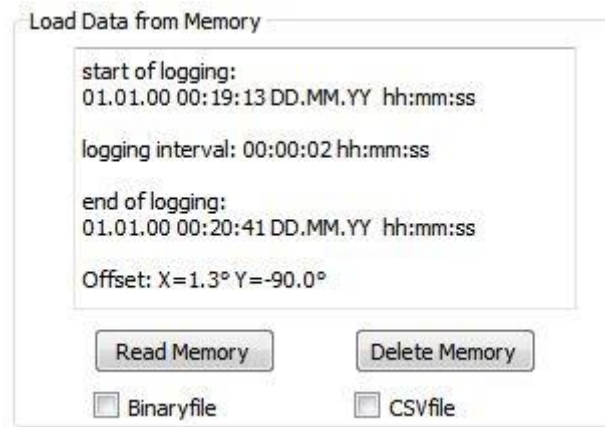 Load Data from Memory
start of logging:
01.01.00 00:19:13 DD.MM.YY hh:mm:ss
logging interval: 00:00:02 hh:mm:ss
end of logging:
01.01.00 00:20:41 DD.MM.YY hh:mm:ss
Offset: X=1.3° Y=-90.0°
Read Memory Delete Memory
Binaryfile CSVfile